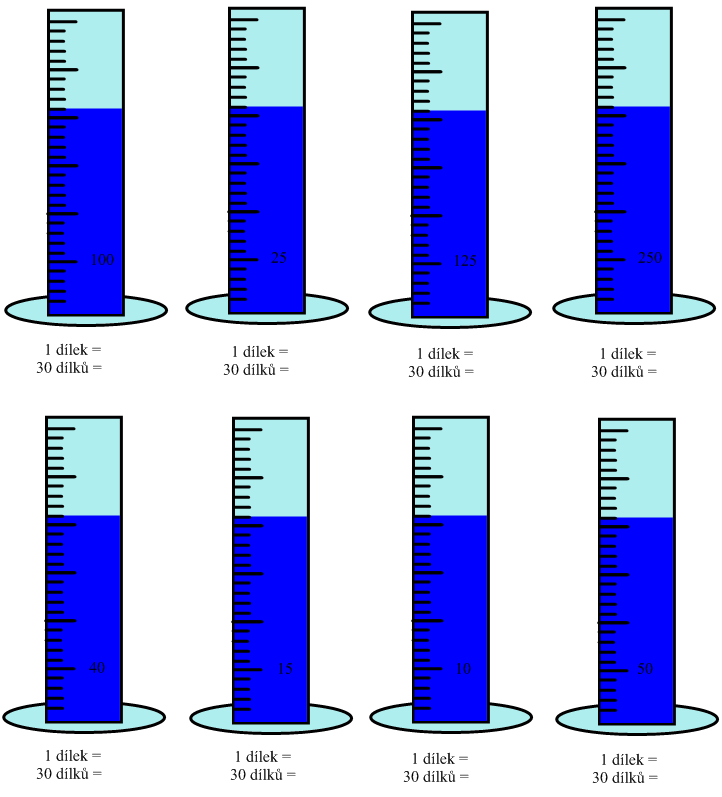 100
25
125
250
1 dílek =
30 dílků =
1 dílek =
30 dílků =
1 dílek =
30 dílků =
1 dílek =
30 dílků =
40
15
10
50
1 dílek =
30 dílků =
1 dílek =
30 dílků =
1 dílek =
30 dílků =
1 dílek =
30 dílků =